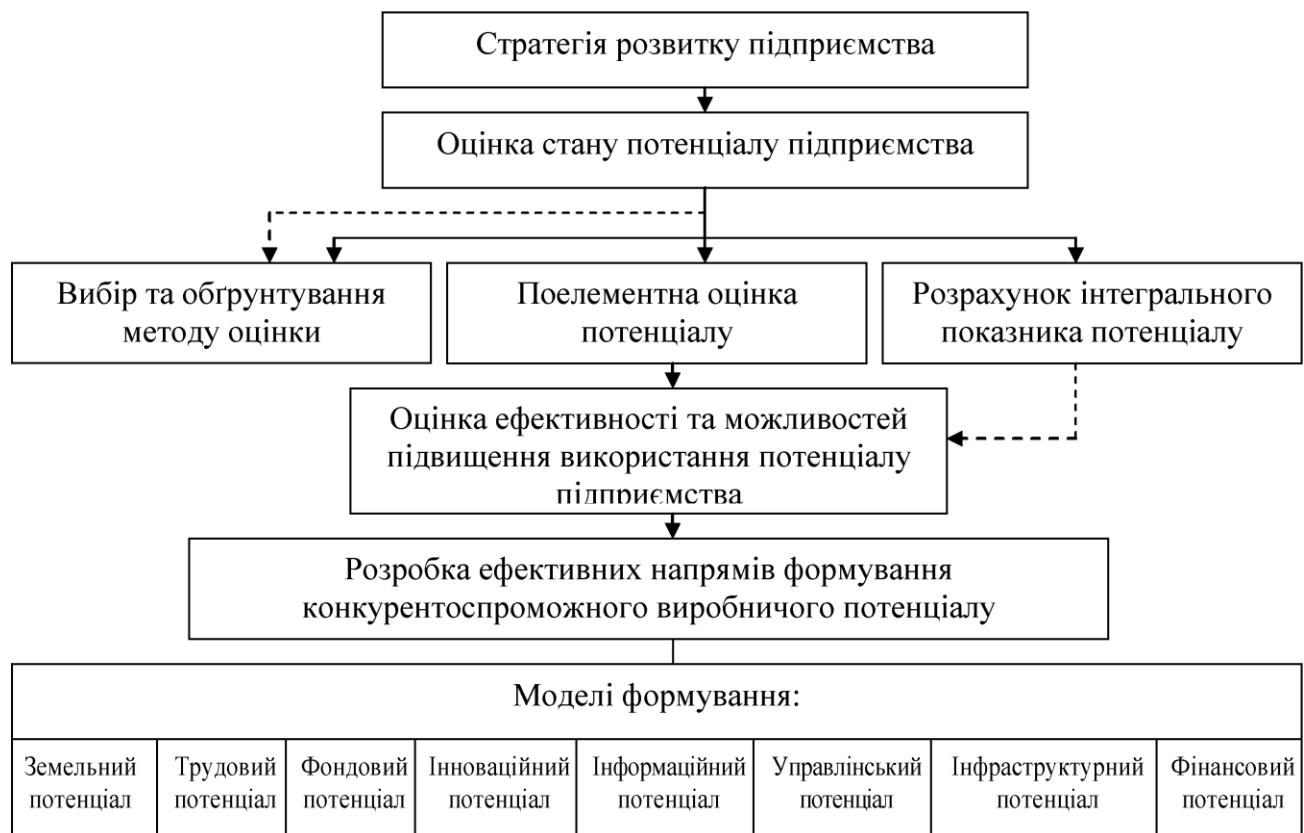 Стратегія розвитку підприємства
Оцінка стану потенціалу підприємства
Вибір та обґрунтування
методу оцінки
Поелементна оцінка
потенціалу
Розрахунок інтегрального
показника потенціалу
Оцінка ефективності та можливостей
підвищення використання потенціалу
підприємства
Розробка ефективних напрямів формування
конкурентоспроможного виробничого потенціалу
Моделі формування:
Земельний
потенціал
Трудовий
потенціал
Фондовий
потенціал
Інноваційний
потенціал
Інформаційний
потенціал
Управлінський
потенціал
Інфраструктурний
потенціал
Фінансовий
потенціал